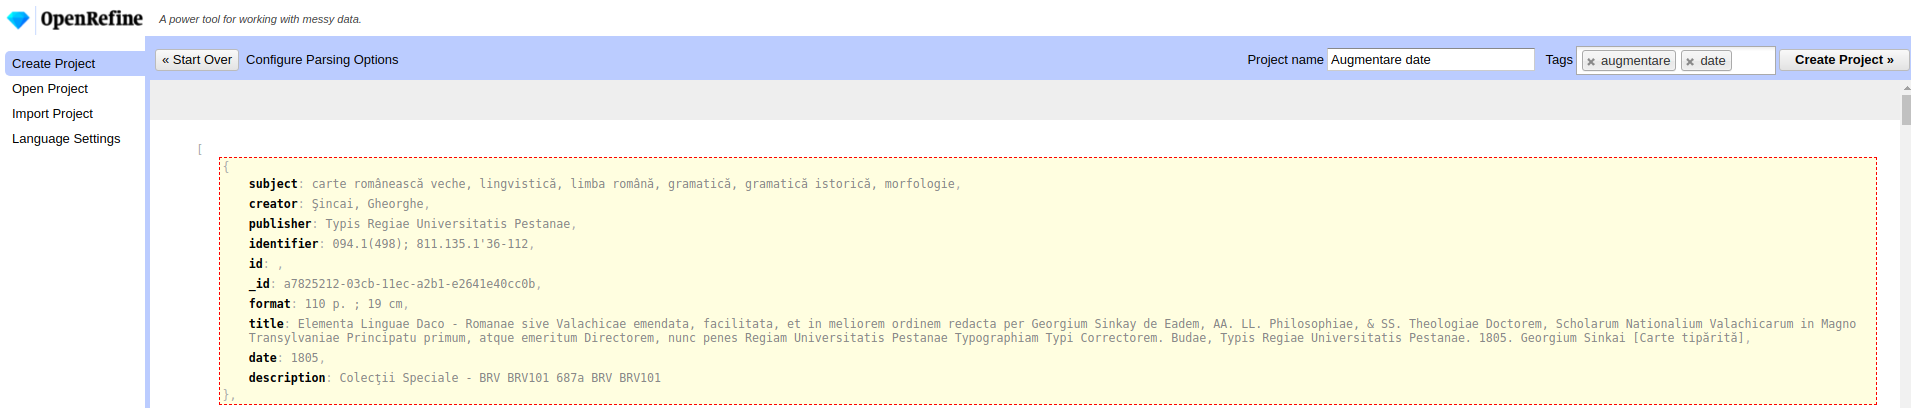 OpenRefine A power tool for working with messy data.
Create Project
Open Project
Import Project
Language Settings
« Start Over Configure Parsing Options Project name Augmentare date Tags augmentare date Create Project »
[
{
subject: carte românească veche, lingvistică, limba română, gramatică, gramatică istorică, morfologie,
creator: Şincai, Gheorghe,
publisher: Typis Regiae Universitatis Pestanae,
identifier: 094.1(498); 811.135.1'36-112,
id: ,
_id: a7825212-03cb-11ec-a2b1-e2641e40cc0b,
format: 110 p. ; 19 cm,
title: Elementa Linguae Daco - Romanae sive Valachicae emendata, facilitata, et in meliorem ordinem redacta per Georgium Sinkay de Eadem, AA. LL. Philosophiae, & SS. Theologiae Doctorem, Scholarum Nationalium Valachicarum in Magno
Transylvaniae Principatu primum, atque emeritum Directorem, nunc penes Regiam Universitatis Pestanae Typographiam Typi Correctorem. Budae, Typis Regiae Universitatis Pestanae. 1805. Georgium Sinkai [Carte tipărită],
date: 1805,
description: Colecţii Speciale - BRV BRV101 687a BRV BRV101
},